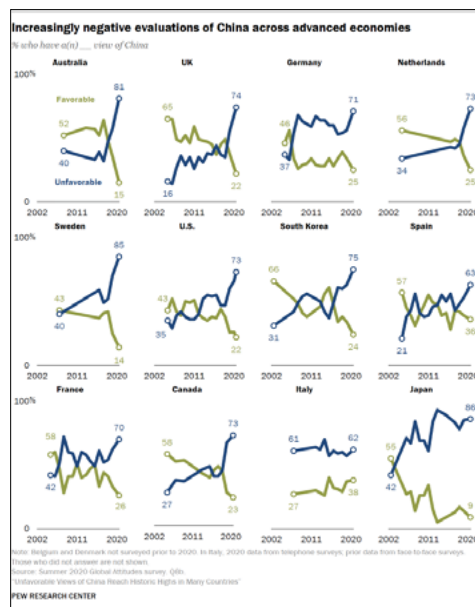 Increasingly negative evaluations of China across advanced economies
% who have a(n) __ view of China
Australia UK Germany Netherlands
100% Favorable 52 40 Unfavorable 81 15
65 16 74 22
46 37 71 25
56 34 73 25
0
2002 2011 2020 2002 2011 2020 2002 2011 2020 2002 2011 2020
Sweden U.S. South Korea Spain
100% 43 40 85 14
43 35 73 22
66 31 75 24
57 21 63 36
0
2002 2011 2020 2002 2011 2020 2002 2011 2020 2002 2011 2020
France Canada Italy Japan
100% 58 42 70 26
58 27 73 23
61 27 62 38
55 42 86 9
0
2002 2011 2020 2002 2011 2020 2002 2011 2020 2002 2011 2020
Note: Belgium and Denmark not surveyed prior to 2020. In Italy, 2020 data from telephone surveys, prior data from face-to-face surveys.
Those who did not answer are not shown.
Source: Summer 2020 Global Attitudes survey. Q8b.
"Unfavorable Views of China Reach Historic Highs in Many Countries"
PEW RESEARCH CENTER